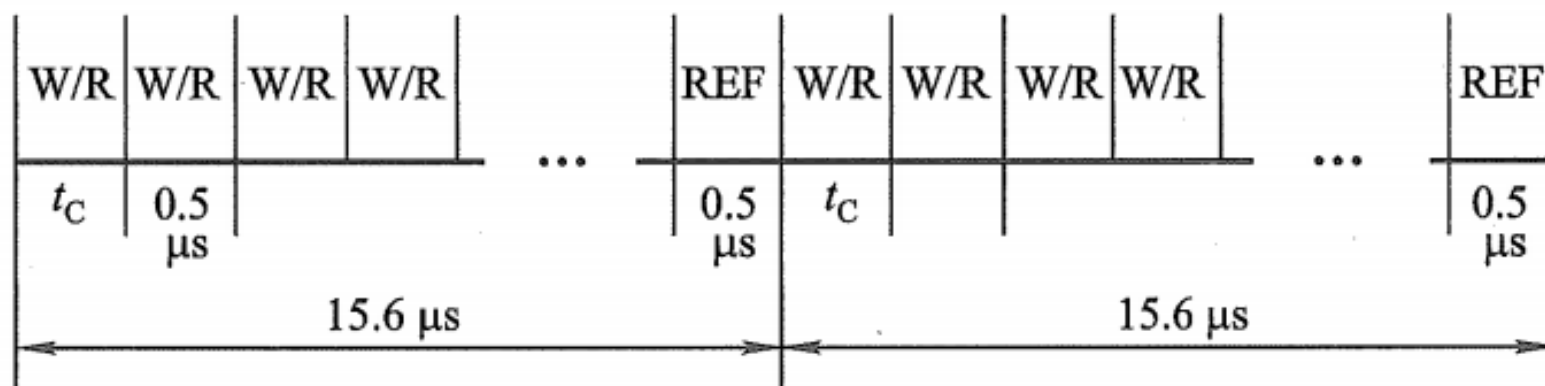 W/R W/R W/R W/R REF W/R W/R W/R W/R REF
... ...
t_C 0.5 μs 0.5 μs t_C 0.5 μs
15.6 μs 15.6 μs